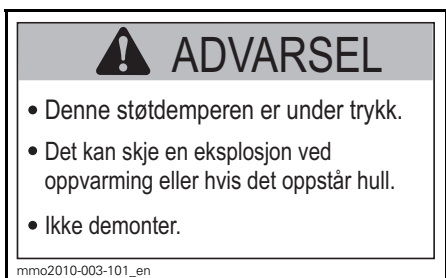 ADVARSEL
• Denne støtdemperen er under trykk.
• Det kan skje en eksplosjon ved
oppvarming eller hvis det oppstår hull.
• Ikke demonter.
mmo2010-003-101_en